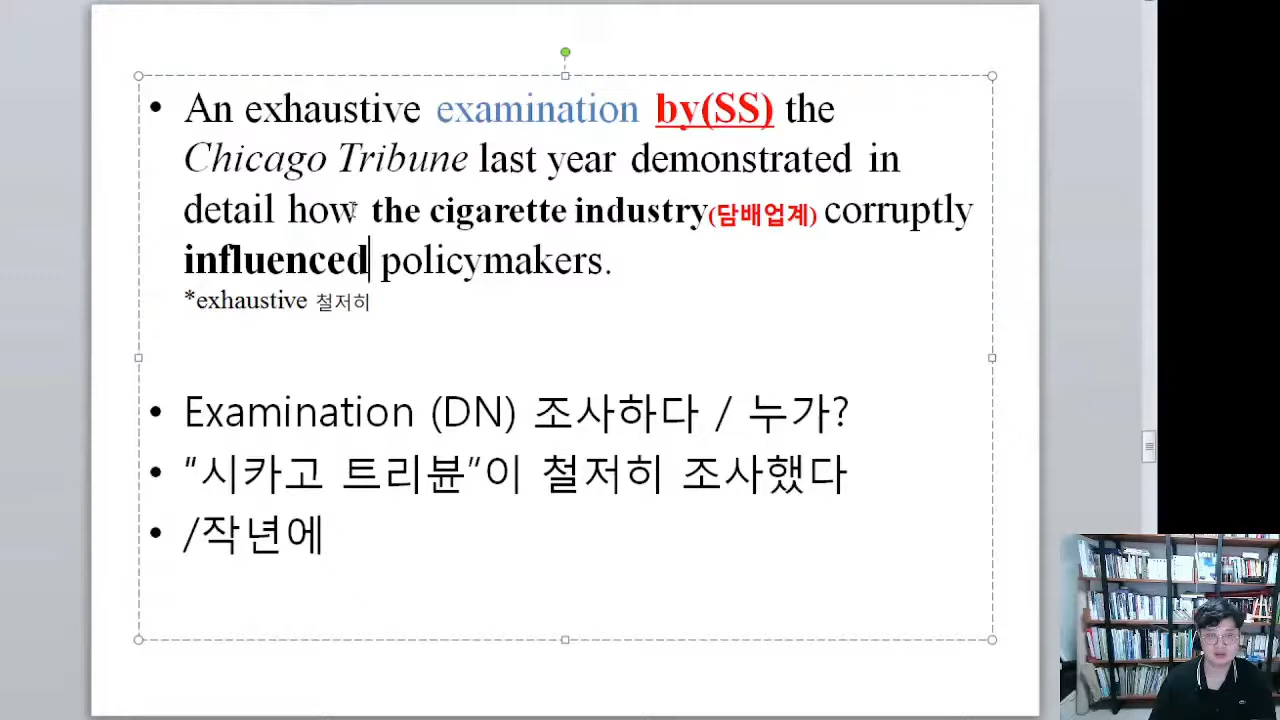 • An exhaustive examination by(SS) the
Chicago Tribune last year demonstrated in
detail how the cigarette industry(담배업계) corruptly
influenced policymakers.
*exhaustive 철저히
• Examination (DN) 조사하다 / 누가?
• “시카고 트리뷴”이 철저히 조사했다
• /작년에